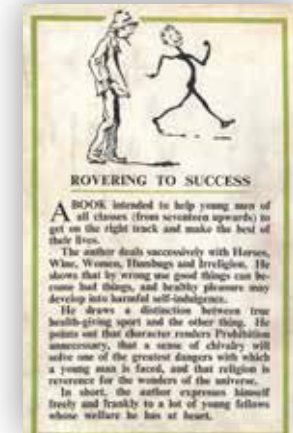 ROVERING TO SUCCESS
A BOOK intended to help young men of
all classes (from seventeen upwards) to
get on the right track and make the best of
their lives.
The author deals successively with Horses,
Wine, Women, Humbugs and Irreligion. He
shows that by wrong use good things can be-
come bad things, and healthy pleasure may
develop into harmful self-indulgence.
He draws a distinction between true
health-giving sport and the other thing. He
points out that character renders Prohibition
unnecessary, that a sense of chivalry will
solve one of the greatest dangers with which
a young man is faced, and that religion is
reverence for the wonders of the universe.
In short, the author expresses himself
freely and frankly to a lot of young fellows
whose welfare he has at heart.